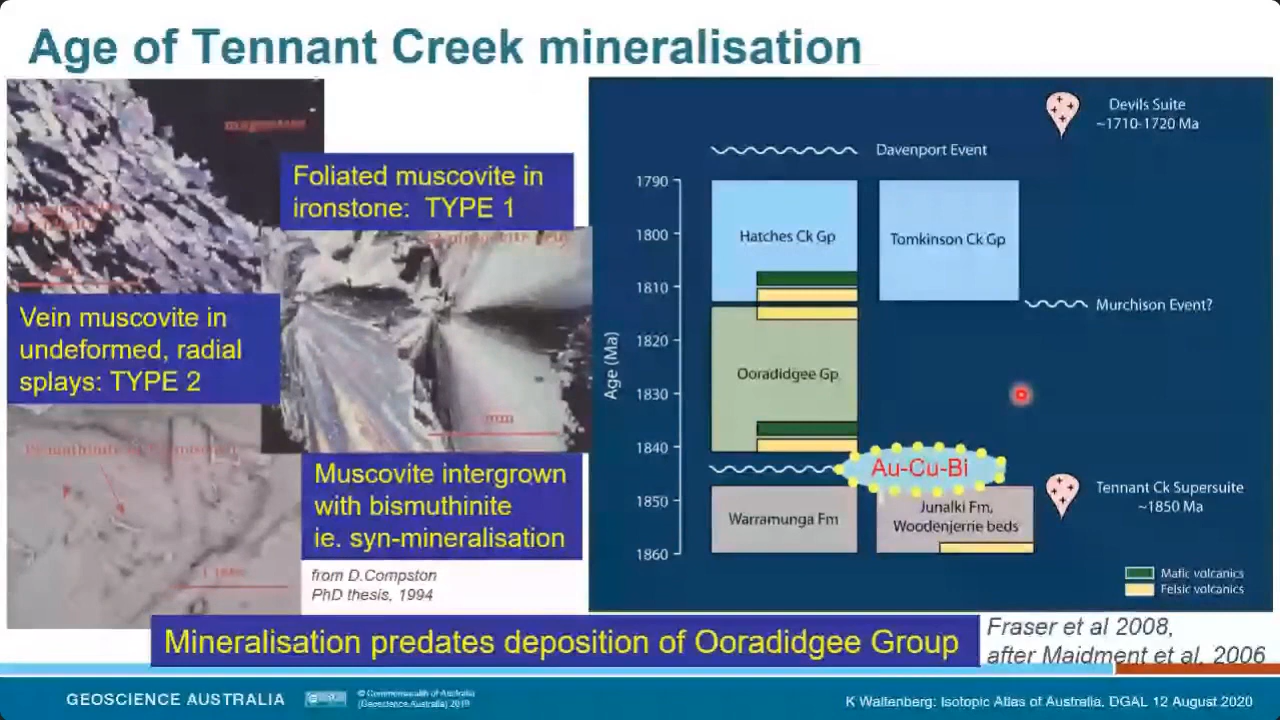 Age of Tennant Creek mineralisation
magnetite
Foliated muscovite in
ironstone: TYPE 1
Vein muscovite in
undeformed, radial
splays: TYPE 2
mm
Muscovite intergrown
with bismuthinite
ie. syn-mineralisation
from D.Compston
PhD thesis, 1994
Devils Suite
~1710-1720 Ma
Davenport Event
1790
1800
1810
1820
1830
1840
1850
1860
Age (Ma)
Hatches Ck Gp
Tomkinson Ck Gp
Murchison Event?
Ooradidgee Gp
Au-Cu-Bi
Warramunga Fm
Junalki Fm,
Woodenjerrie beds
Tennant Ck Supersuite
~1850 Ma
Mafic volcanics
Felsic volcanics
Mineralisation predates deposition of Ooradidgee Group
Fraser et al 2008,
after Maidment et al, 2006
GEOSCIENCE AUSTRALIA
© Commonwealth of Australia
(Geoscience Australia) 2019
K Waltenberg: Isotopic Atlas of Australia, DGAL 12 August 2020